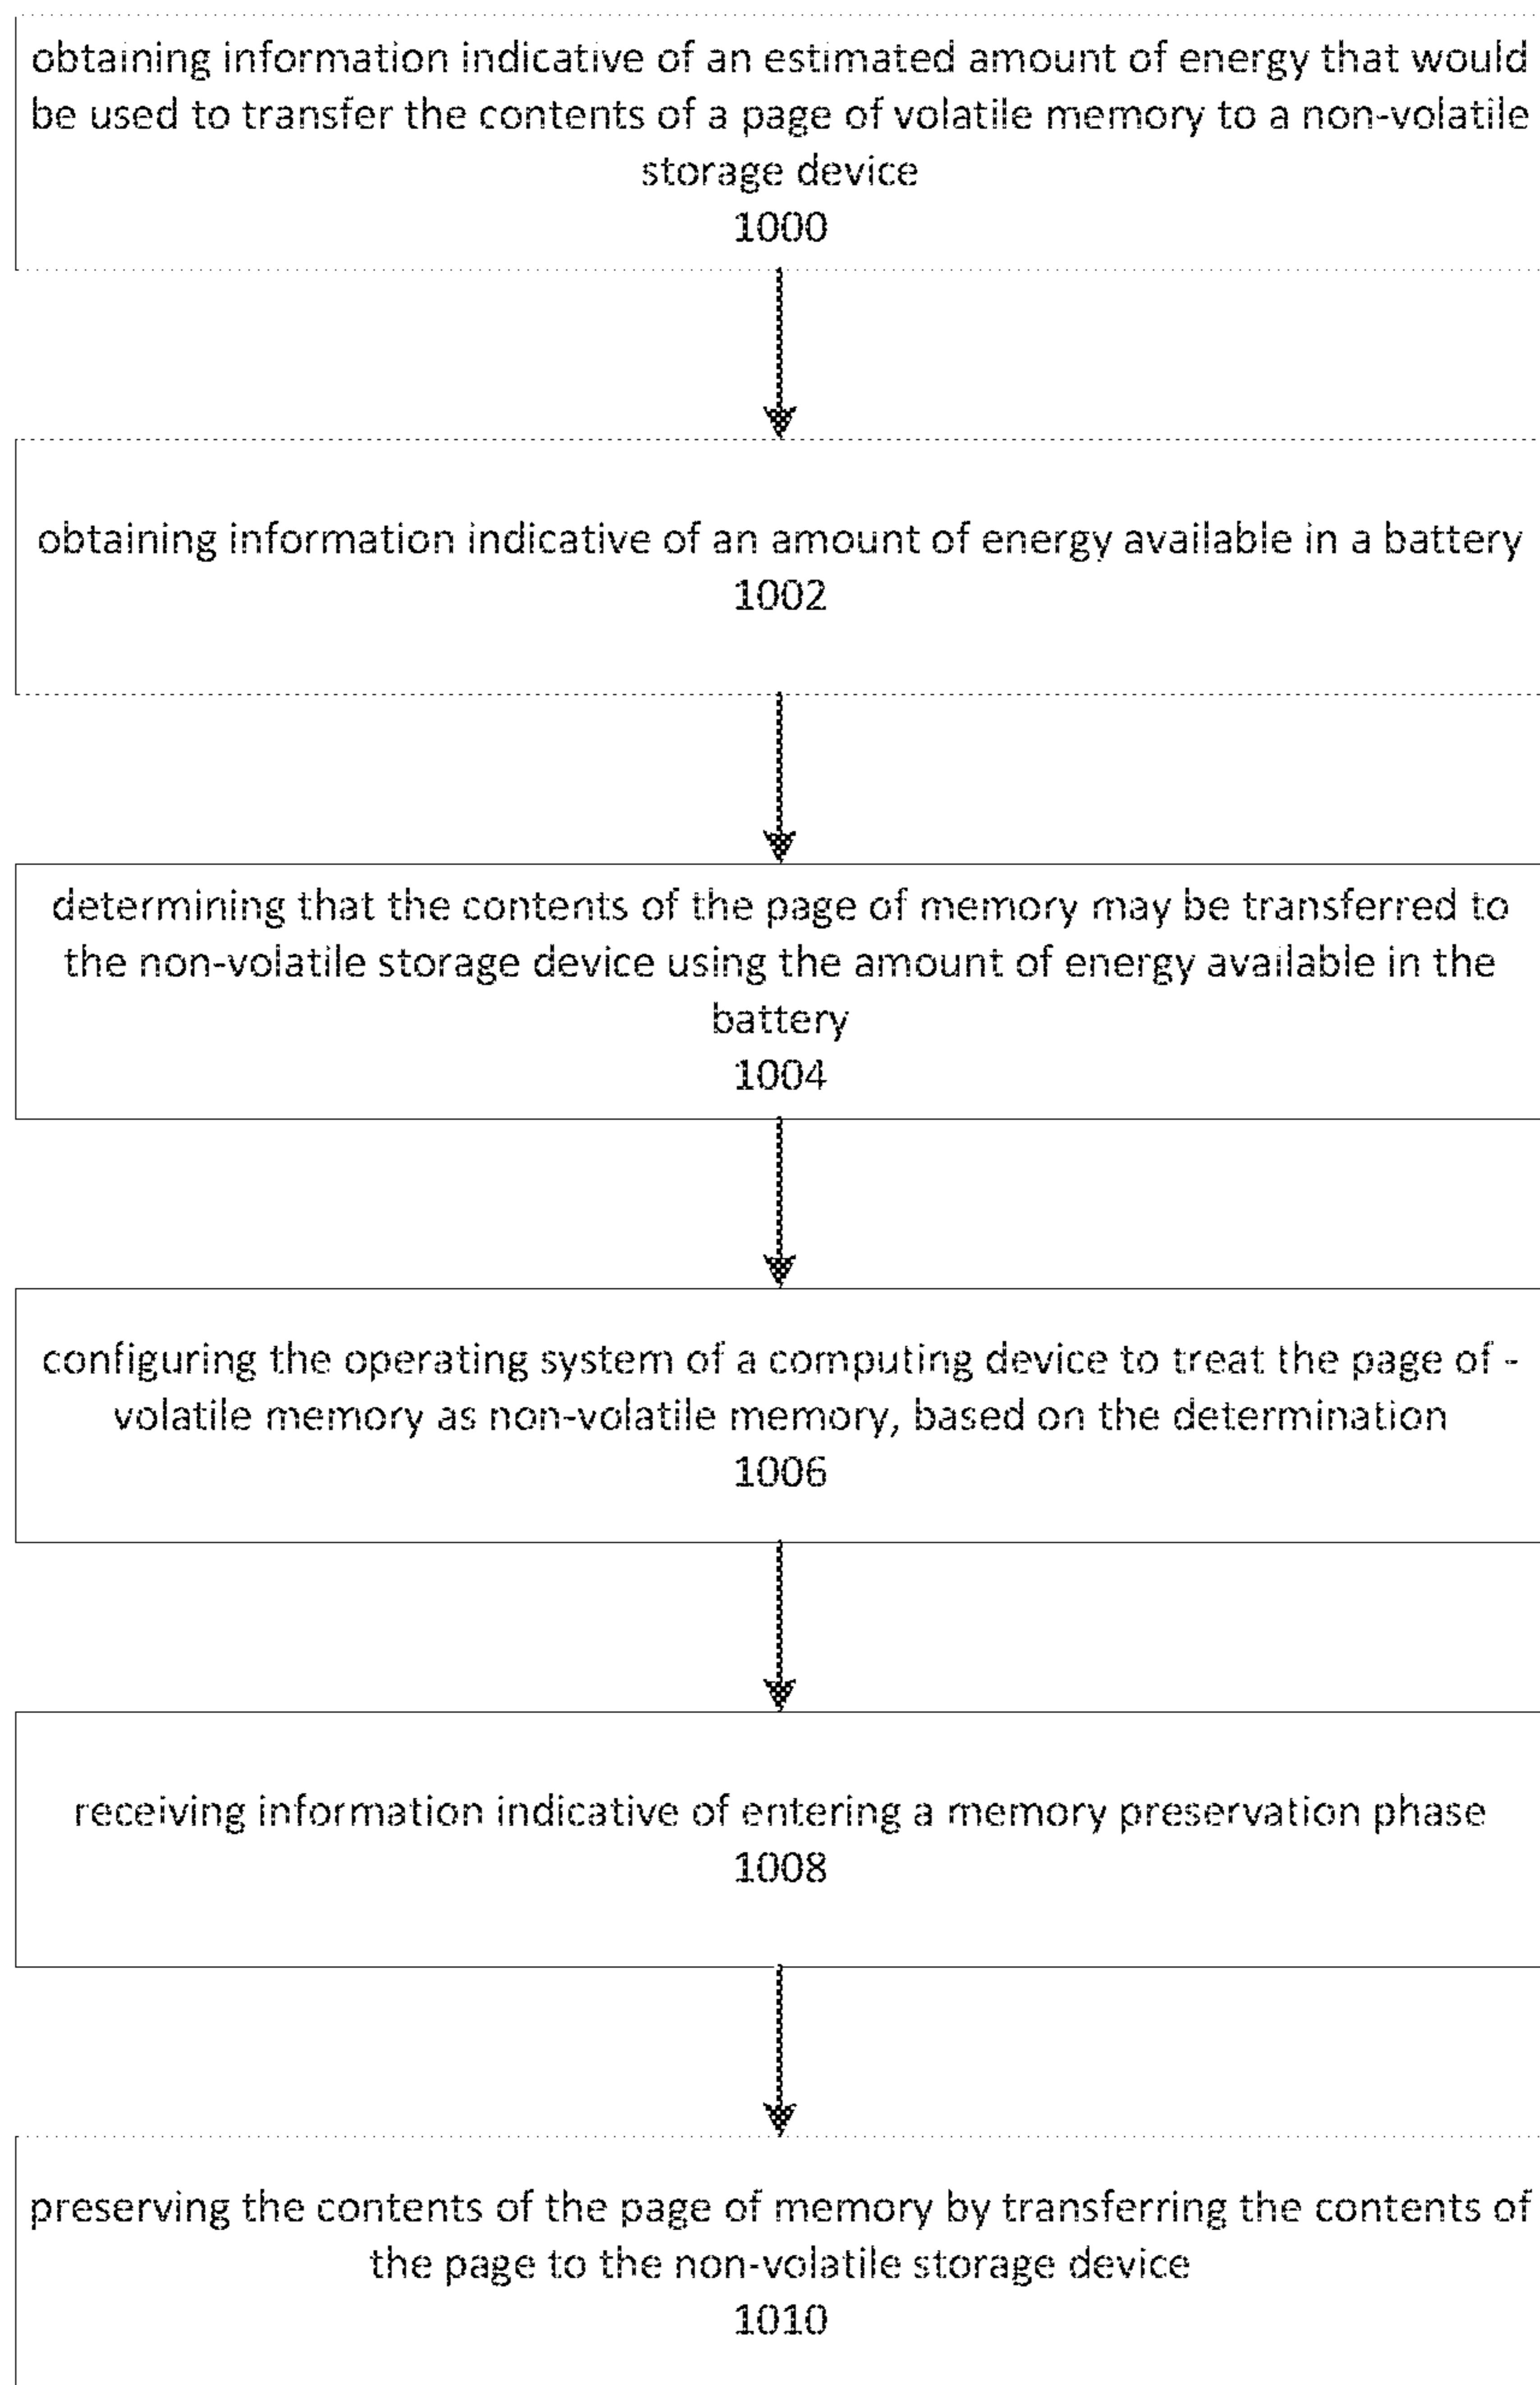 obtaining information indicative of an estimated amount of energy that would
be used to transfer the contents of a page of volatile memory to a non-volatile
storage device
1000
obtaining information indicative of an amount of energy available in a battery
1002
determining that the contents of the page of memory may be transferred to
the non-volatile storage device using the amount of energy available in the
battery
1004
configuring the operating system of a computing device to treat the page of -
volatile memory as non-volatile memory, based on the determination
1006
receiving information indicative of entering a memory preservation phase
1008
preserving the contents of the page of memory by transferring the contents of
the page to the non-volatile storage device
1010